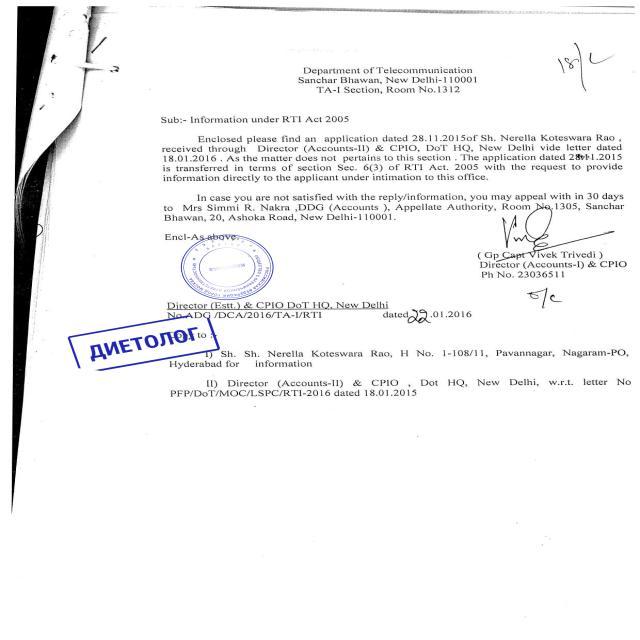 18/L
Department of Telecommunication
Sanchar Bhawan, New Delhi-110001
TA-I Section, Room No.1312
Sub:- Information under RTI Act 2005
Enclosed please find an application dated 28.11.2015of Sh. Nerella Koteswara Rao ,
received through Director (Accounts-II) & CPIO, DoT HQ, New Delhi vide letter dated
18.01.2016 . As the matter does not pertains to this section . The application dated 28.11.2015
is transferred in terms of section Sec. 6(3) of RTI Act. 2005 with the request to provide
information directly to the applicant under intimation to this office.
In case you are not satisfied with the reply/information, you may appeal with in 30 days
to Mrs Simmi R. Nakra ,DDG (Accounts ), Appellate Authority, Room No.1305, Sanchar
Bhawan, 20, Ashoka Road, New Delhi-110001.
Encl-As above.
( Gp Capt Vivek Trivedi )
Director (Accounts-I) & CPIO
Ph No. 23036511
o/c
Director (Estt.) & CPIO DoT HQ, New Delhi
No.ADG /DCA/2016/TA-I/RTI dated 22.01.2016
ДИЕТОЛОГ
to :-
I) Sh. Sh. Nerella Koteswara Rao, H No. 1-108/11, Pavannagar, Nagaram-PO,
Hyderabad for information
II) Director (Accounts-II) & CPIO , Dot HQ, New Delhi, w.r.t. letter No
PFP/DoT/MOC/LSPC/RTI-2016 dated 18.01.2015